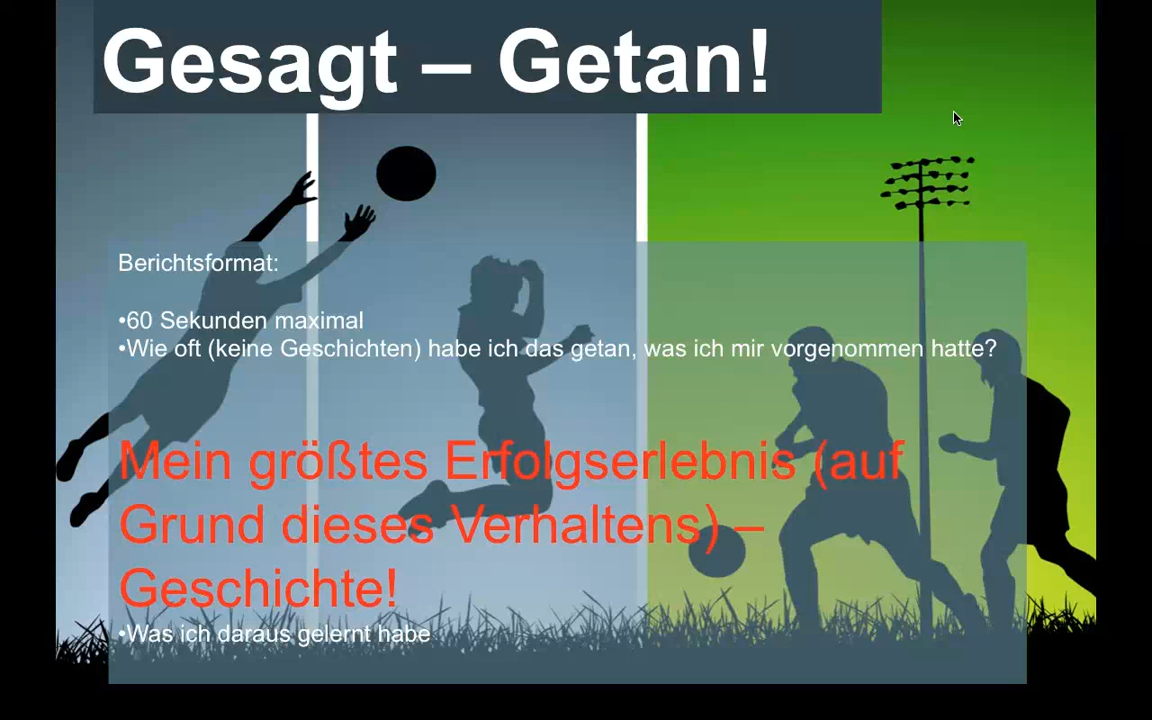 Gesagt – Getan!
Berichtsformat:
•60 Sekunden maximal
•Wie oft (keine Geschichten) habe ich das getan, was ich mir vorgenommen hatte?
Mein größtes Erfolgserlebnis (auf
Grund dieses Verhaltens) –
Geschichte!
•Was ich daraus gelernt habe